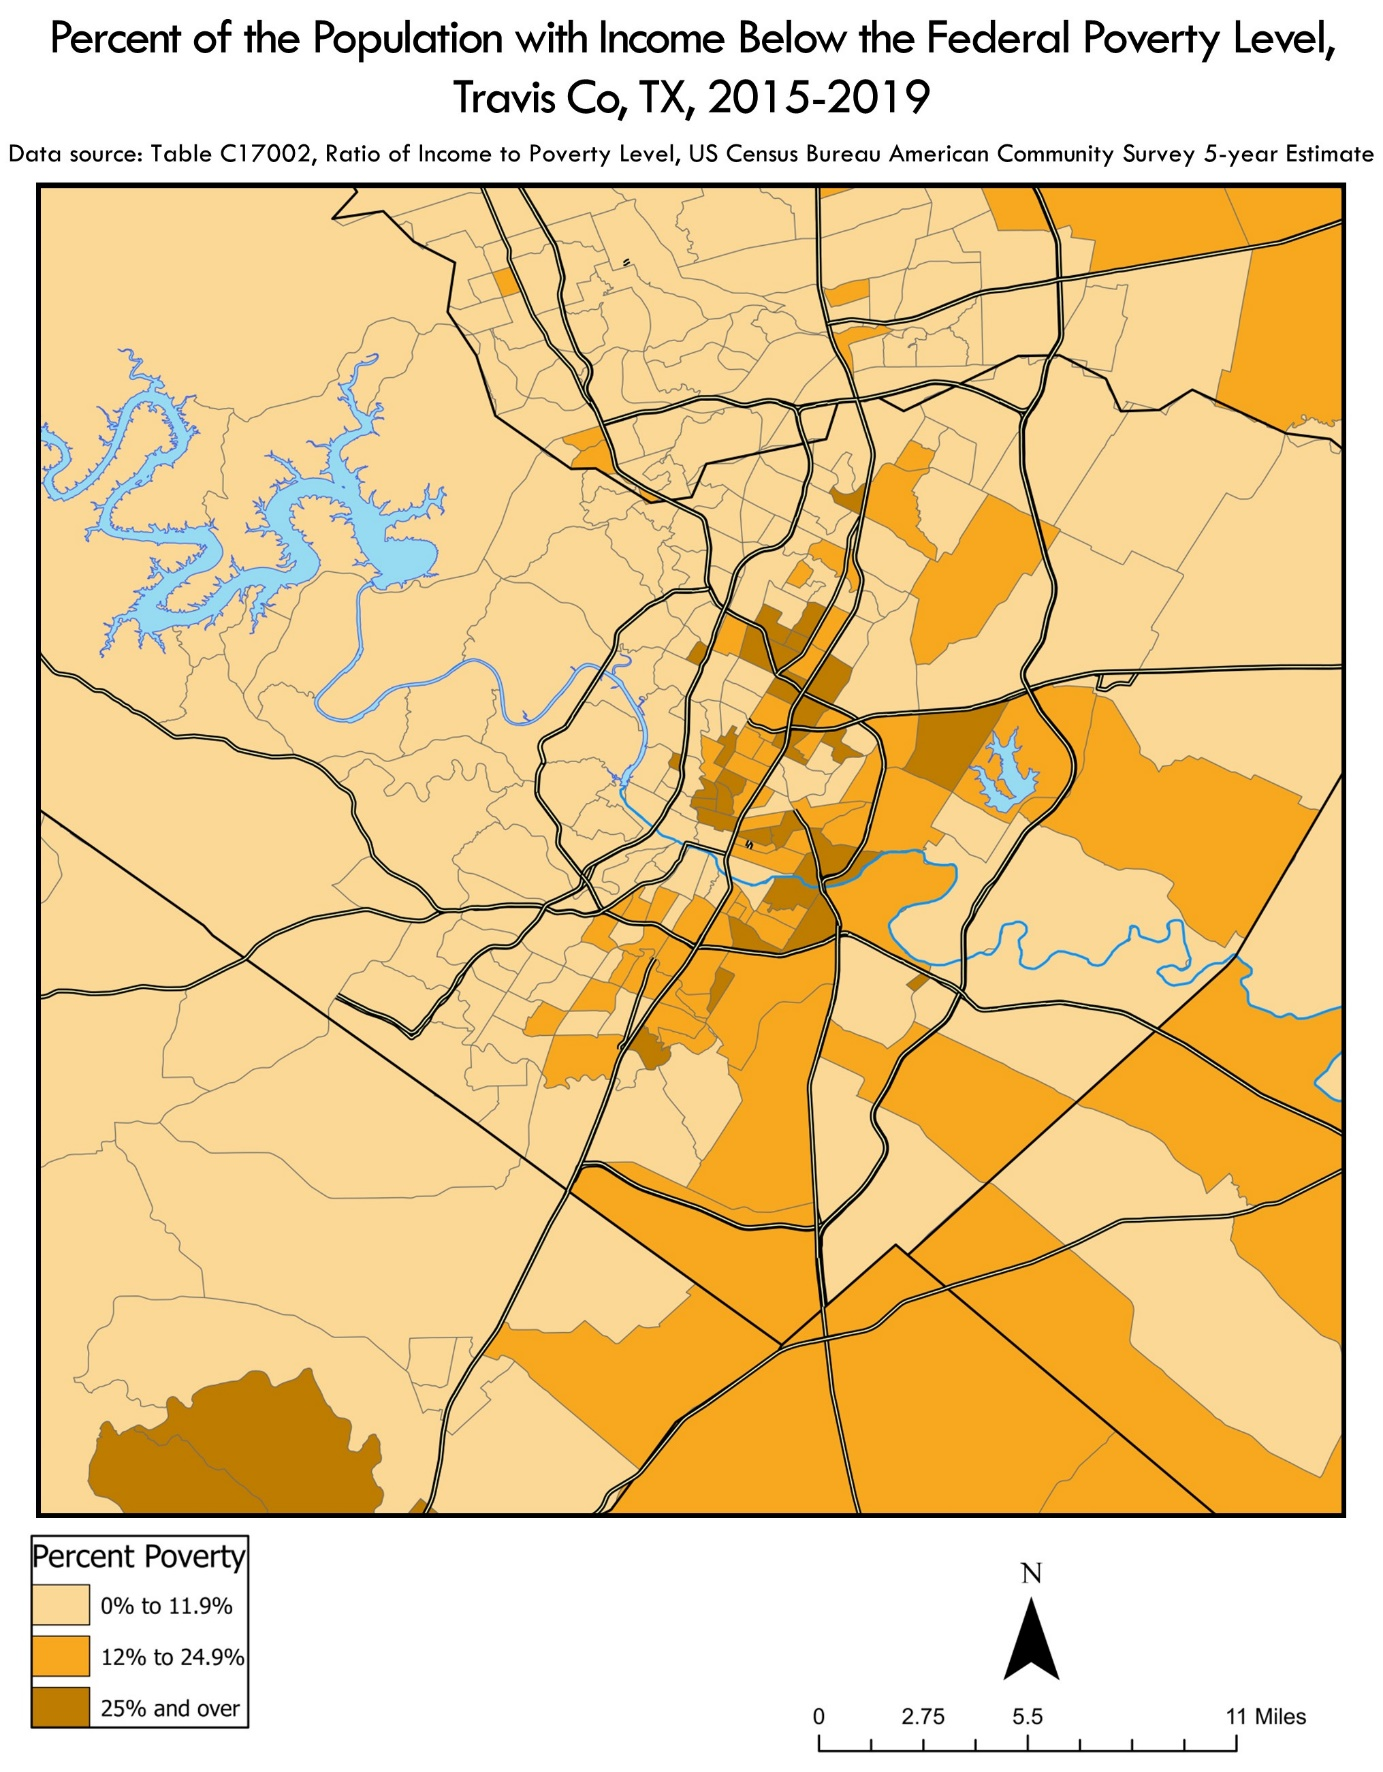 Percent of the Population with Income Below the Federal Poverty Level,
Travis Co, TX, 2015-2019
Data source: Table C17002, Ratio of Income to Poverty Level, US Census Bureau American Community Survey 5-year Estimate
Percent Poverty
0% to 11.9%
12% to 24.9%
25% and over
N
0 2.75 5.5 11 Miles